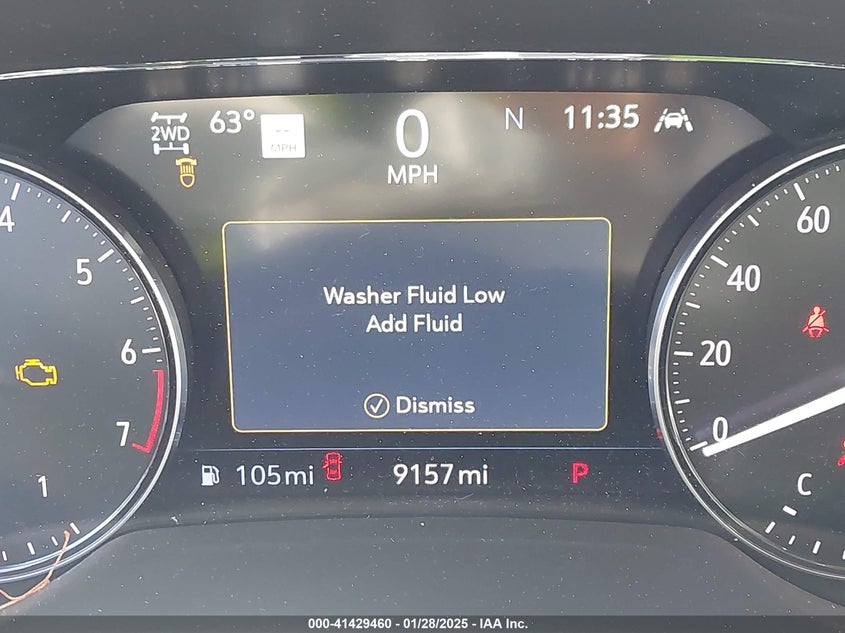 2WD 63° -- MPH 0 MPH N 11:35
4
5
6
7
1
60
40
20
0
C
Washer Fluid Low
Add Fluid
Dismiss
105mi 9157mi P
000-41429460 - 01/28/2025 - IAA Inc.